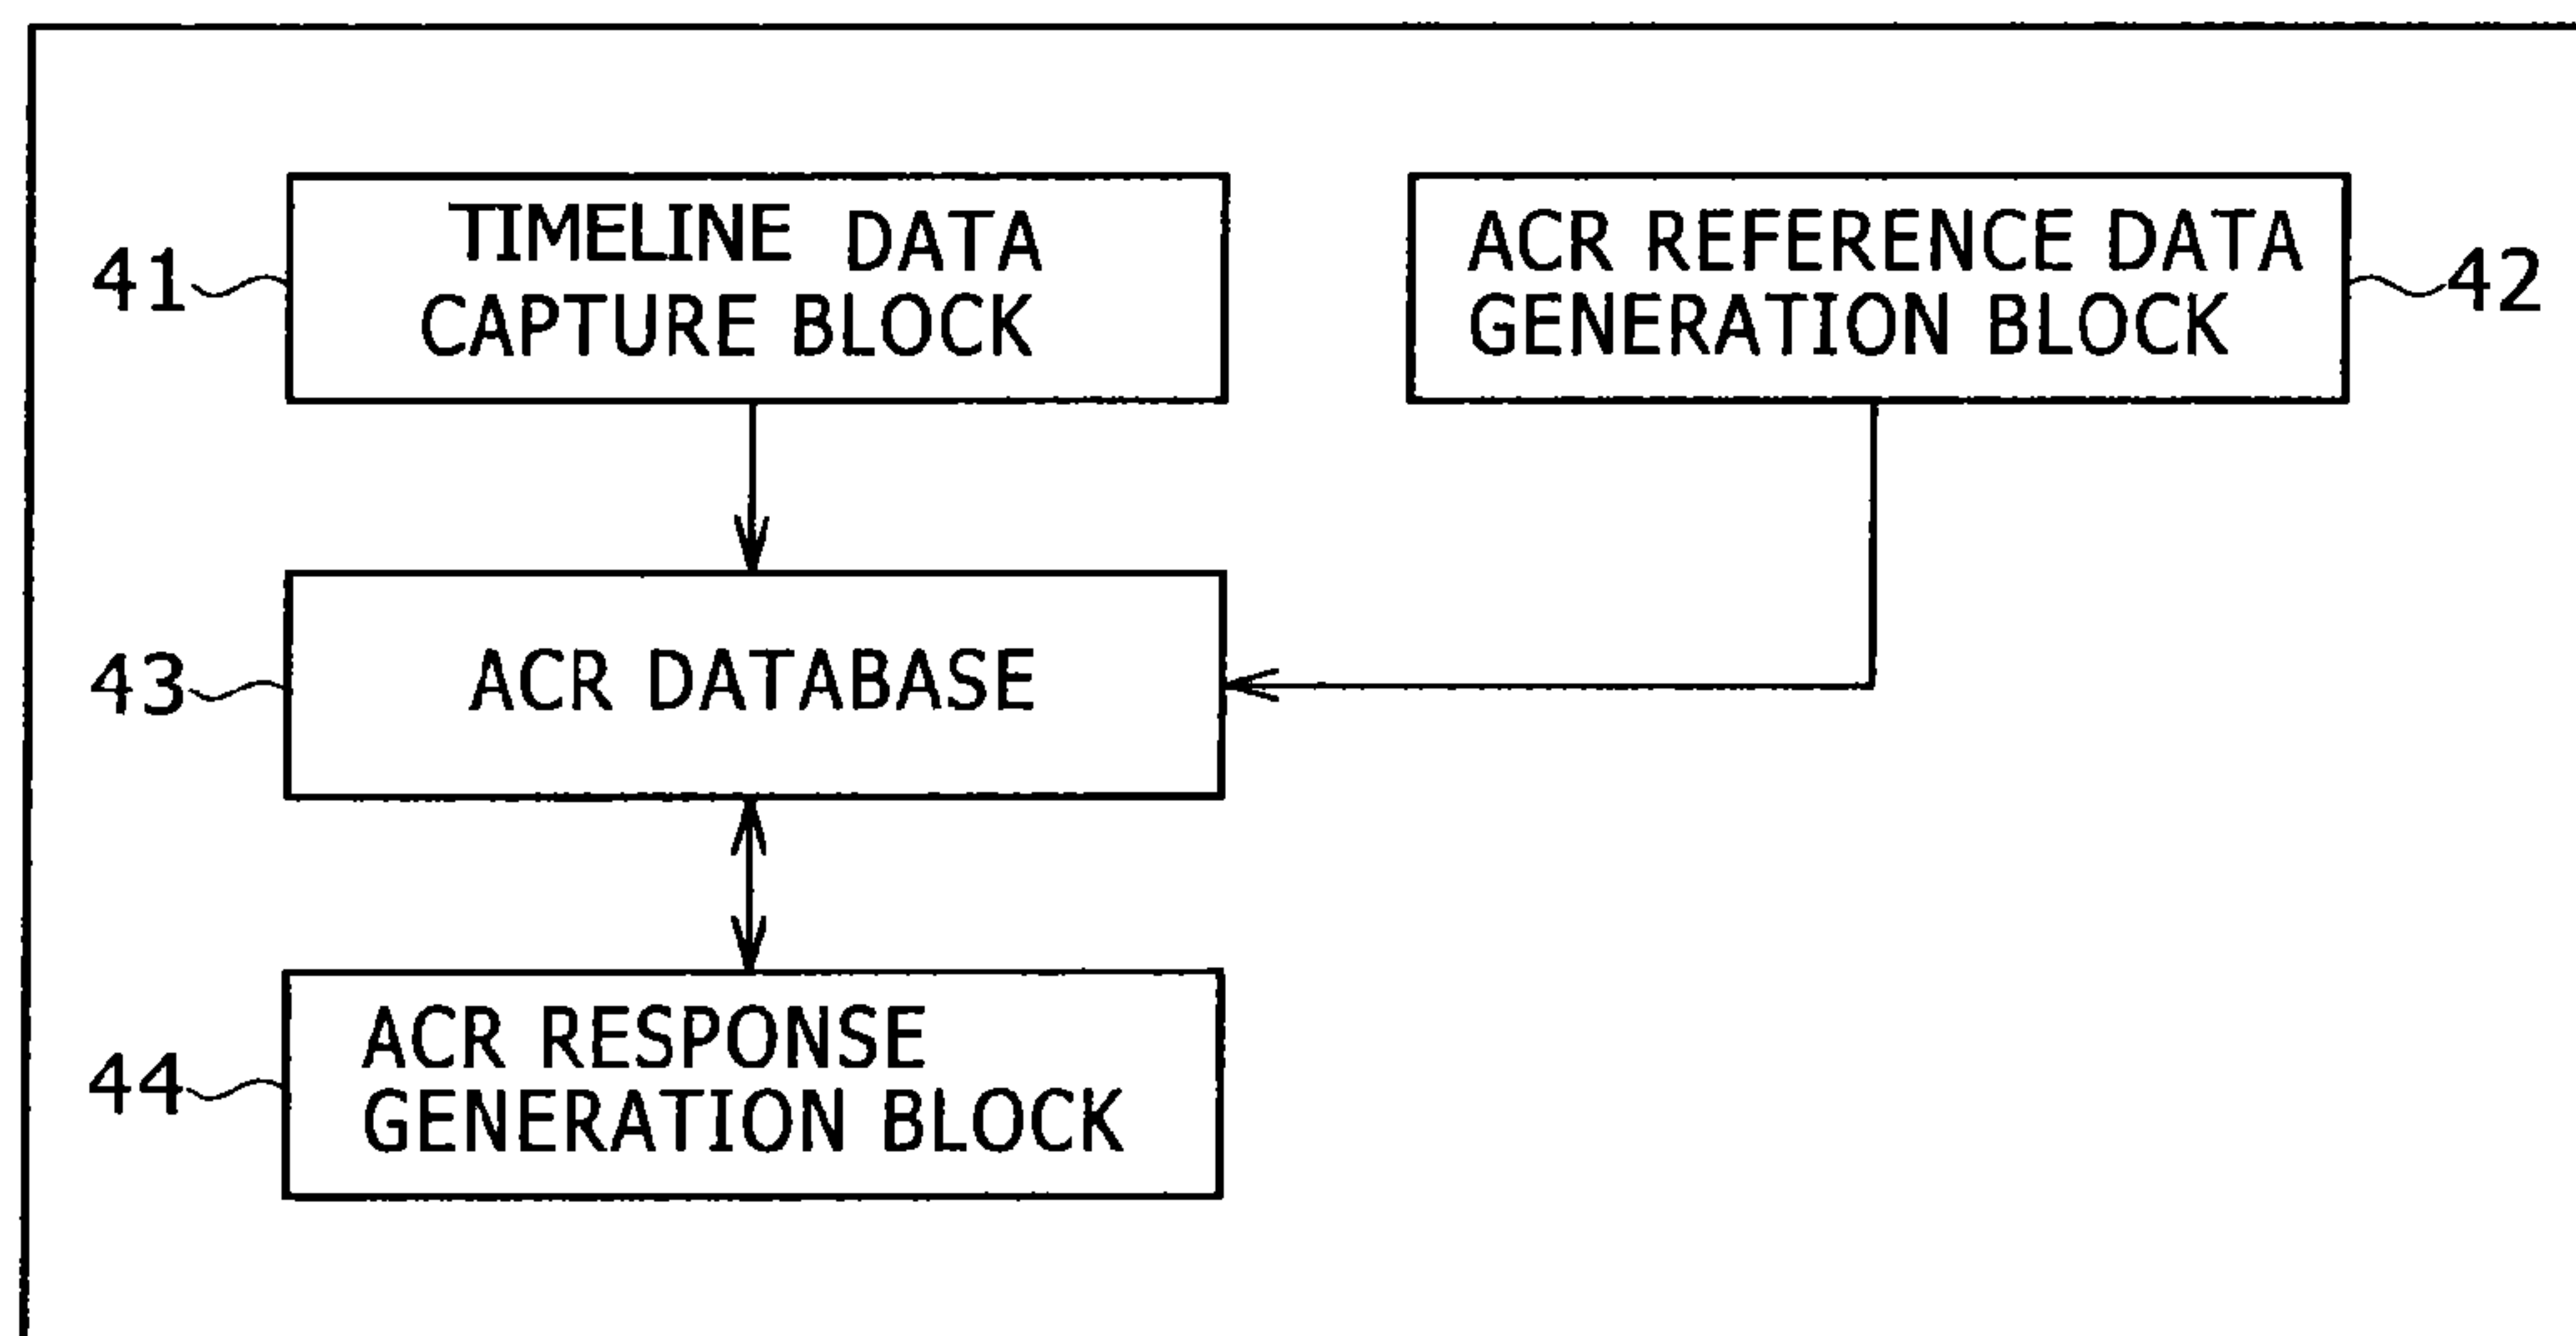 41
TIMELINE DATA
CAPTURE BLOCK
ACR REFERENCE DATA
GENERATION BLOCK
42
43
ACR DATABASE
44
ACR RESPONSE
GENERATION BLOCK